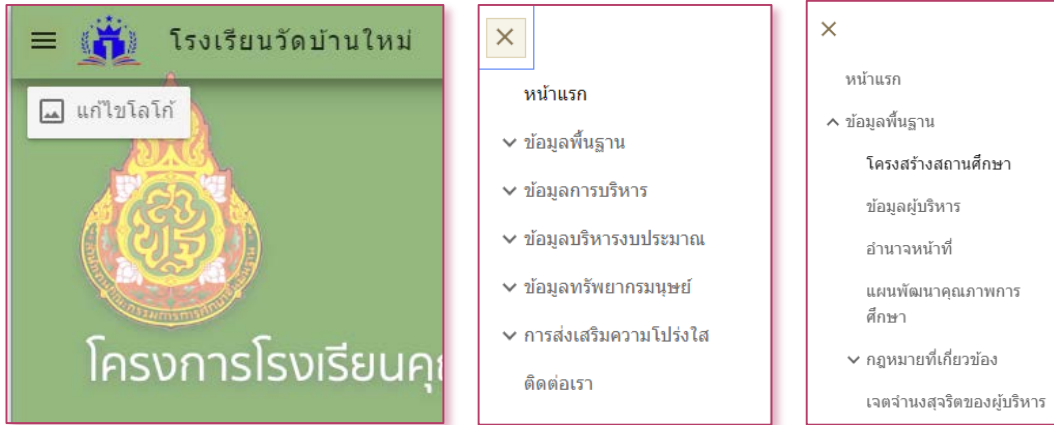 โรงเรียนวัดบ้านใหม่
แก้ไขโลโก้
โครงการโรงเรียนคุ
หน้าแรก
ข้อมูลพื้นฐาน
ข้อมูลการบริหาร
ข้อมูลบริหารงบประมาณ
ข้อมูลทรัพยากรมนุษย์
การส่งเสริมความโปร่งใส
ติดต่อเรา
หน้าแรก
ข้อมูลพื้นฐาน
โครงสร้างสถานศึกษา
ข้อมูลผู้บริหาร
อำนาจหน้าที่
แผนพัฒนาคุณภาพการ
ศึกษา
กฎหมายที่เกี่ยวข้อง
เจตจำนงสุจริตของผู้บริหาร